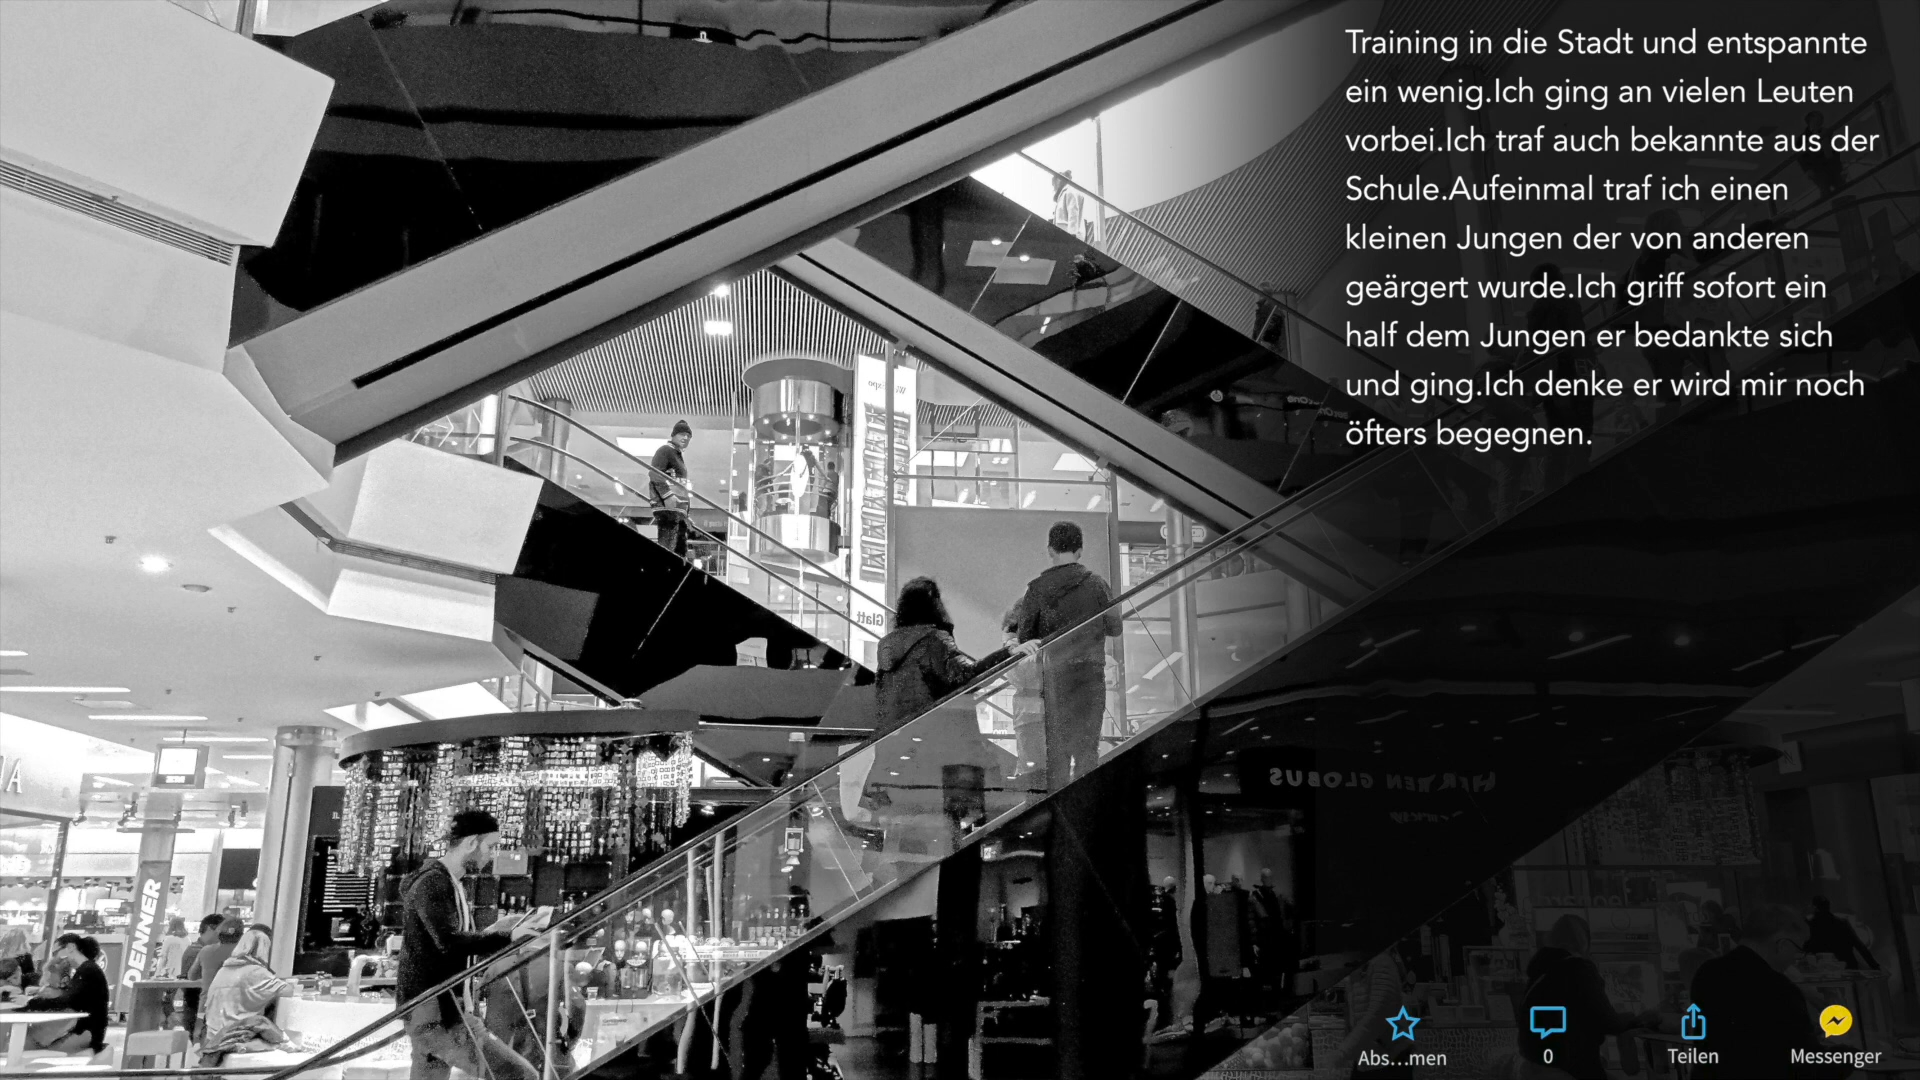 Training in die Stadt und entspannte
ein wenig.Ich ging an vielen Leuten
vorbei.Ich traf auch bekannte aus der
Schule.Aufeinmal traf ich einen
kleinen Jungen der von anderen
geärgert wurde.Ich griff sofort ein
half dem Jungen er bedankte sich
und ging.Ich denke er wird mir noch
öfters begegnen.
Glatt
GLOBUS
DENNER
Abs...men
0
Teilen
Messenger